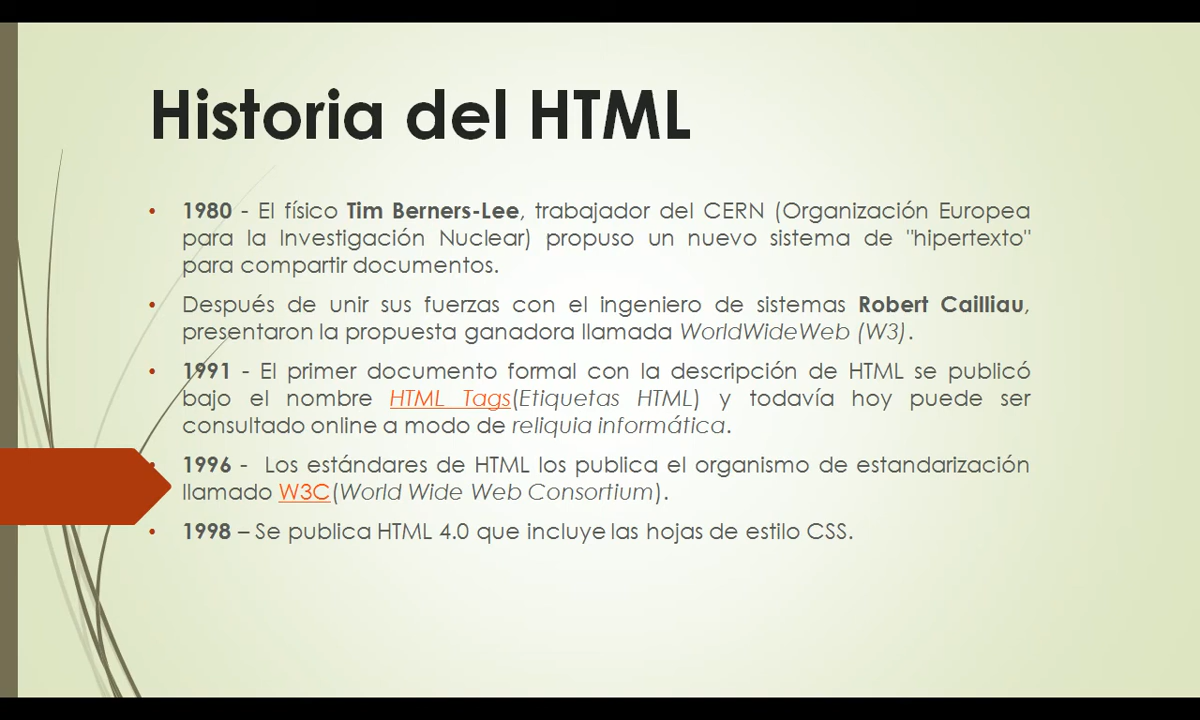 Historia del HTML
• 1980 - El físico Tim Berners-Lee, trabajador del CERN (Organización Europea
para la Investigación Nuclear) propuso un nuevo sistema de "hipertexto"
para compartir documentos.
• Después de unir sus fuerzas con el ingeniero de sistemas Robert Cailliau,
presentaron la propuesta ganadora llamada WorldWideWeb (W3).
• 1991 - El primer documento formal con la descripción de HTML se publicó
bajo el nombre HTML Tags(Etiquetas HTML) y todavía hoy puede ser
consultado online a modo de reliquia informática.
• 1996 - Los estándares de HTML los publica el organismo de estandarización
llamado W3C(World Wide Web Consortium).
• 1998 – Se publica HTML 4.0 que incluye las hojas de estilo CSS.